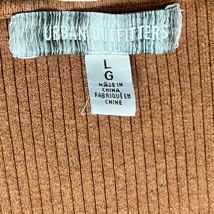 URBAN OUTFITTERS
L
G
MADE IN
CHINA
FABRIQUÉ EN
CHINE